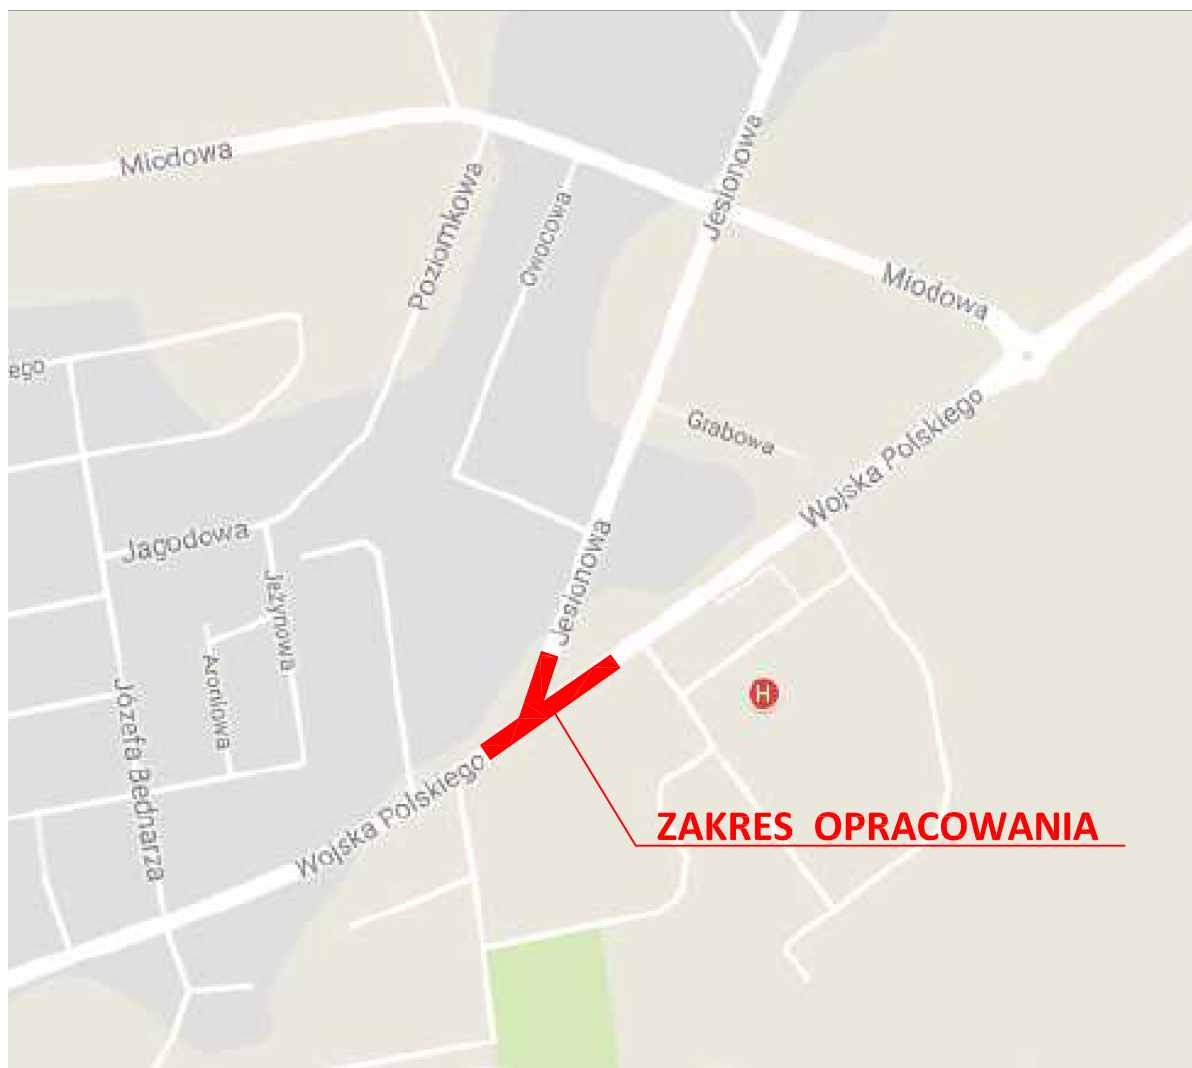 Miodowa
Jesionowa
Poziomkowa
Owocowa
Miodowa
ego
Grabowa
Wojska Polskiego
Jagodowa
Jesionowa
Jeżynowa
Aroniowa
H
Józefa Bednarza
Wojska Polskiego
ZAKRES OPRACOWANIA